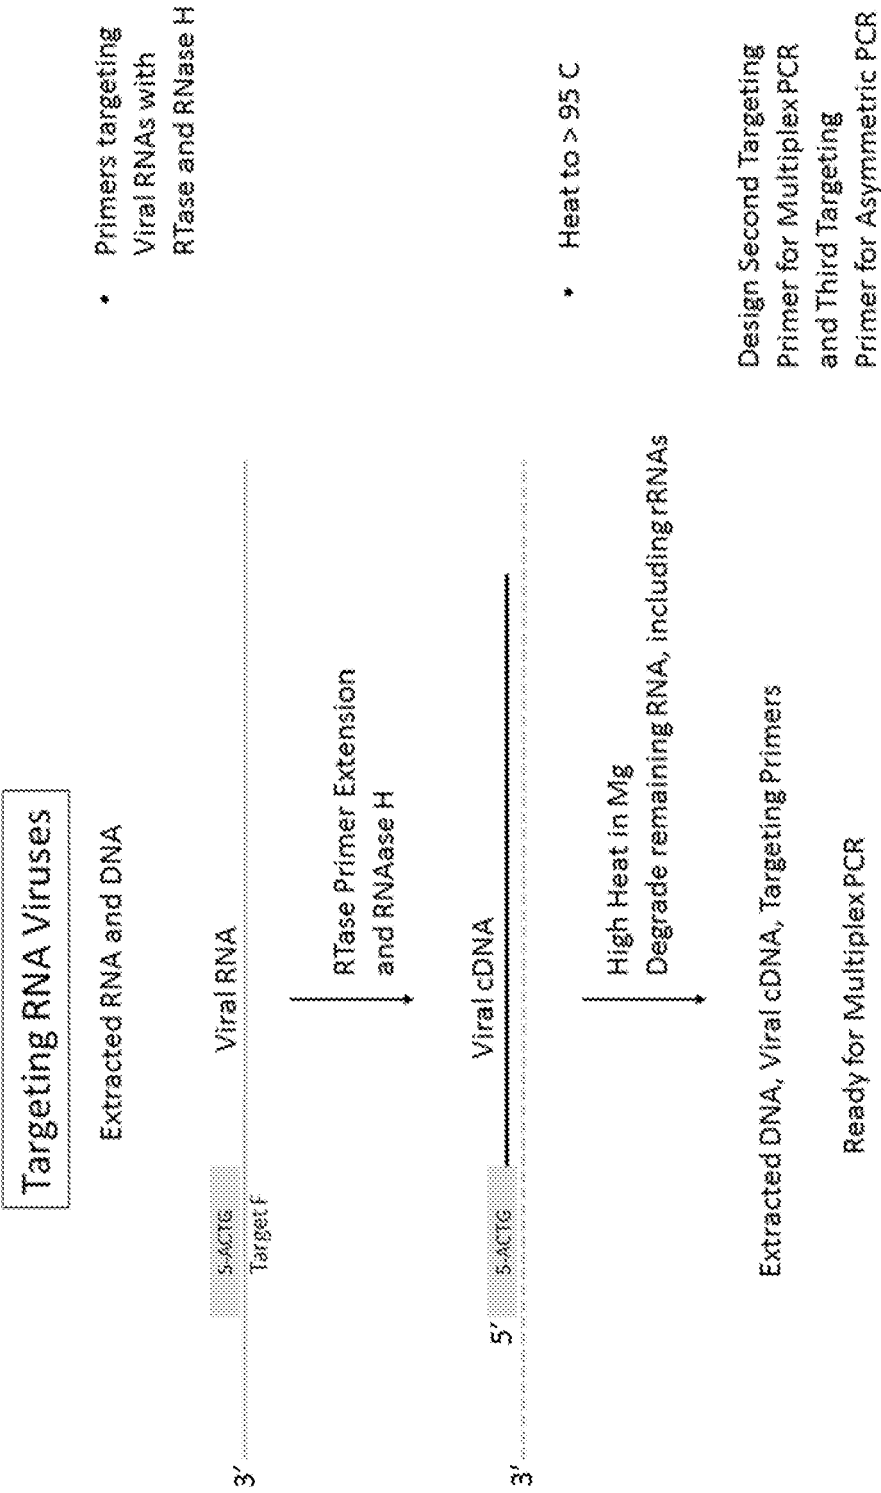 Targeting RNA Viruses
Extracted RNA and DNA
• Primers targeting
Viral RNAs with
RTase and RNase H
Viral RNA
5-ACTG
3'
Target F
RTase Primer Extension
and RNAase H
Viral cDNA
5'
5-ACTG
3'
High Heat in Mg
Degrade remaining RNA, including rRNAs
• Heat to > 95 C
Extracted DNA, Viral cDNA, Targeting Primers
Ready for Multiplex PCR
Design Second Targeting
Primer for Multiplex PCR
and Third Targeting
Primer for Asymmetric PCR